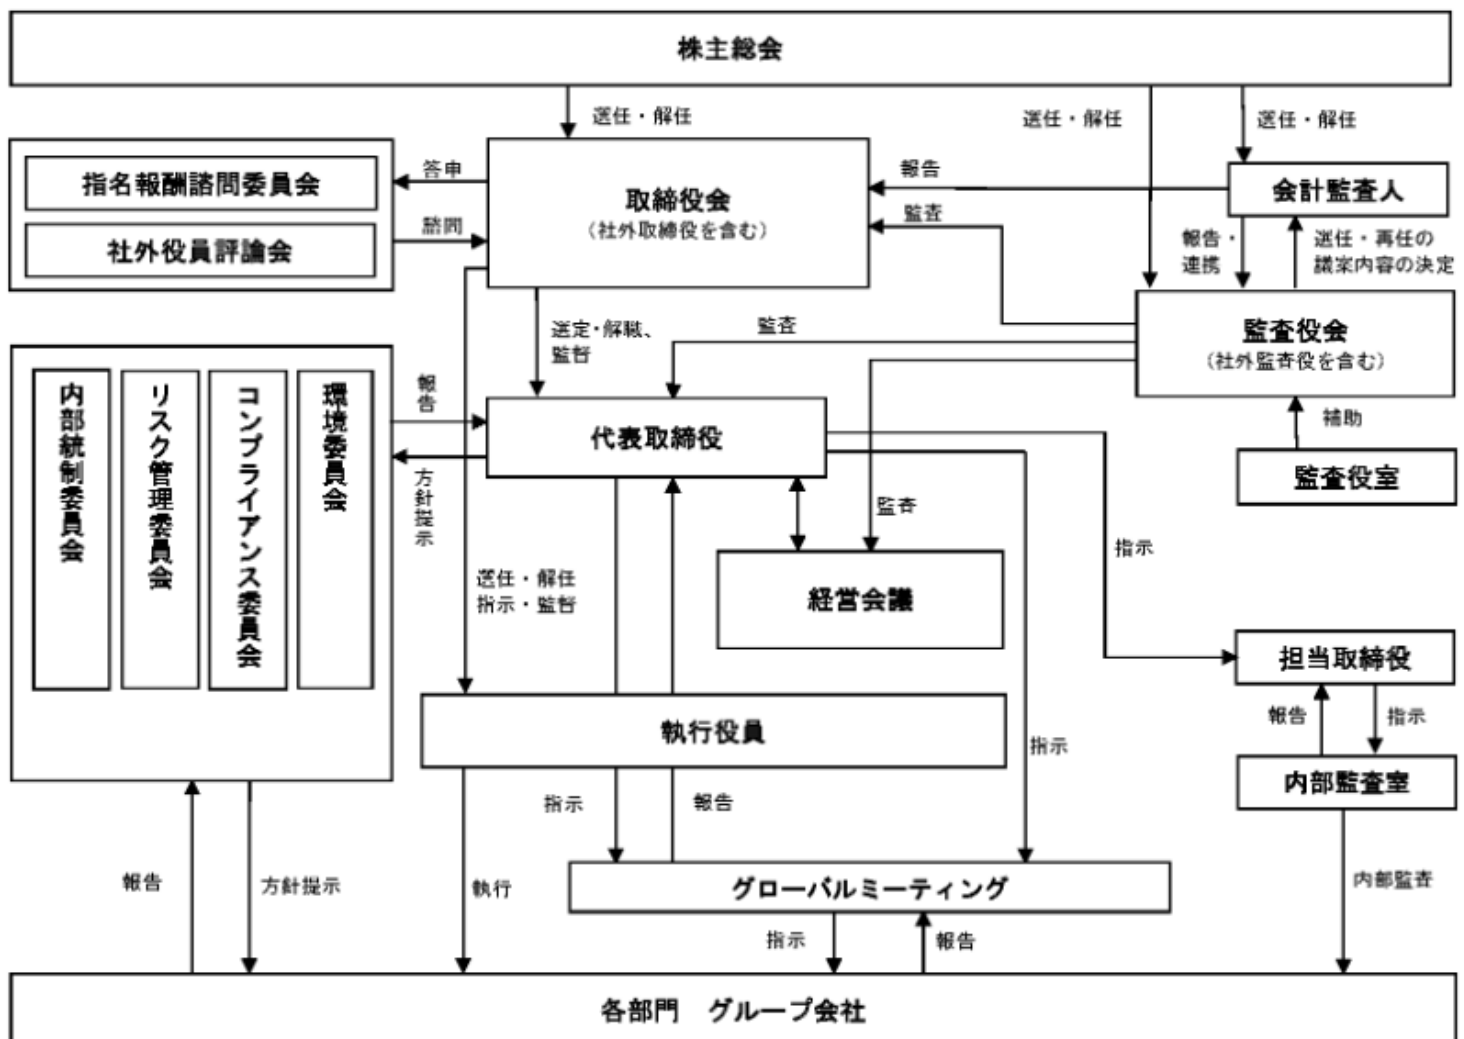 株主総会
選任・解任
選任・解任
選任・解任
指名報酬諮問委員会
社外役員評論会
答申
諮問
取締役会
（社外取締役を含む）
報告
監査
会計監査人
報告・
連携
選任・再任の
議案内容の決定
選定・解職、
監督
監査
監査役会
（社外監査役を含む）
補助
監査役室
内部統制委員会
リスク管理委員会
コンプライアンス委員会
環境委員会
報告
方針提示
代表取締役
監査
指示
選任・解任
指示・監督
経営会議
担当取締役
報告
指示
執行役員
指示
内部監査室
指示
報告
報告
方針提示
執行
グローバルミーティング
内部監査
指示
報告
各部門　グループ会社